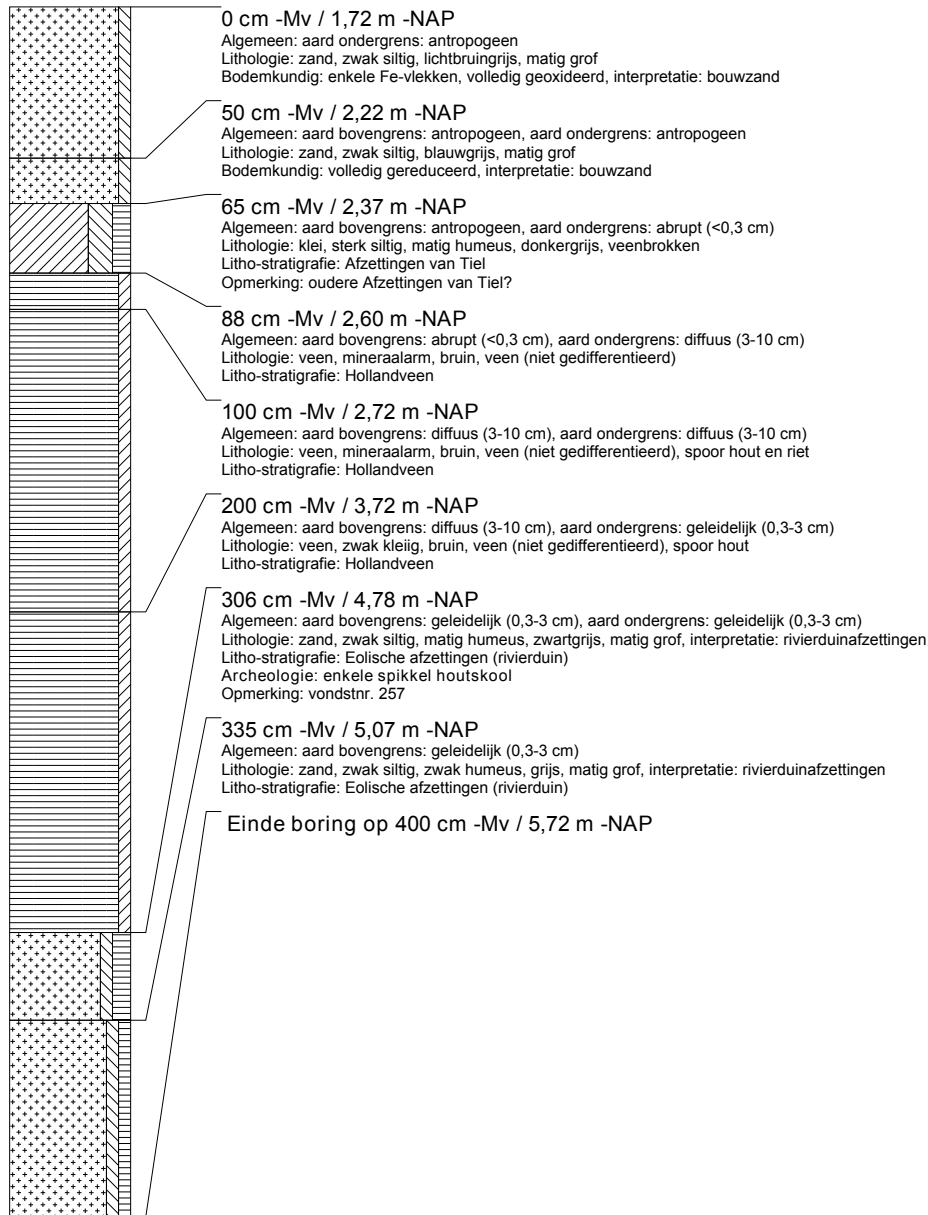 0 cm -Mv / 1,72 m -NAP
Algemeen: aard ondergrens: antropogeen
Lithologie: zand, zwak siltig, lichtbruingrijs, matig grof
Bodemkundig: enkele Fe-vlekken, volledig geoxideerd, interpretatie: bouwzand
50 cm -Mv / 2,22 m -NAP
Algemeen: aard bovengrens: antropogeen, aard ondergrens: antropogeen
Lithologie: zand, zwak siltig, blauwgrijs, matig grof
Bodemkundig: volledig gereduceerd, interpretatie: bouwzand
65 cm -Mv / 2,37 m -NAP
Algemeen: aard bovengrens: antropogeen, aard ondergrens: abrupt (<0,3 cm)
Lithologie: klei, sterk siltig, matig humeus, donkergrijs, veenbrokken
Litho-stratigrafie: Afzettingen van Tiel
Opmerking: oudere Afzettingen van Tiel?
88 cm -Mv / 2,60 m -NAP
Algemeen: aard bovengrens: abrupt (<0,3 cm), aard ondergrens: diffuus (3-10 cm)
Lithologie: veen, mineraalarm, bruin, veen (niet gedifferentieerd)
Litho-stratigrafie: Hollandveen
100 cm -Mv / 2,72 m -NAP
Algemeen: aard bovengrens: diffuus (3-10 cm), aard ondergrens: diffuus (3-10 cm)
Lithologie: veen, mineraalarm, bruin, veen (niet gedifferentieerd), spoor hout en riet
Litho-stratigrafie: Hollandveen
200 cm -Mv / 3,72 m -NAP
Algemeen: aard bovengrens: diffuus (3-10 cm), aard ondergrens: geleidelijk (0,3-3 cm)
Lithologie: veen, zwak kleiig, bruin, veen (niet gedifferentieerd), spoor hout
Litho-stratigrafie: Hollandveen
306 cm -Mv / 4,78 m -NAP
Algemeen: aard bovengrens: geleidelijk (0,3-3 cm), aard ondergrens: geleidelijk (0,3-3 cm)
Lithologie: zand, zwak siltig, matig humeus, zwartgrijs, matig grof, interpretatie: rivierduinafzettingen
Litho-stratigrafie: Eolische afzettingen (rivierduin)
Archeologie: enkele spikkel houtskool
Opmerking: vondstnr. 257
335 cm -Mv / 5,07 m -NAP
Algemeen: aard bovengrens: geleidelijk (0,3-3 cm)
Lithologie: zand, zwak siltig, zwak humeus, grijs, matig grof, interpretatie: rivierduinafzettingen
Litho-stratigrafie: Eolische afzettingen (rivierduin)
Einde boring op 400 cm -Mv / 5,72 m -NAP